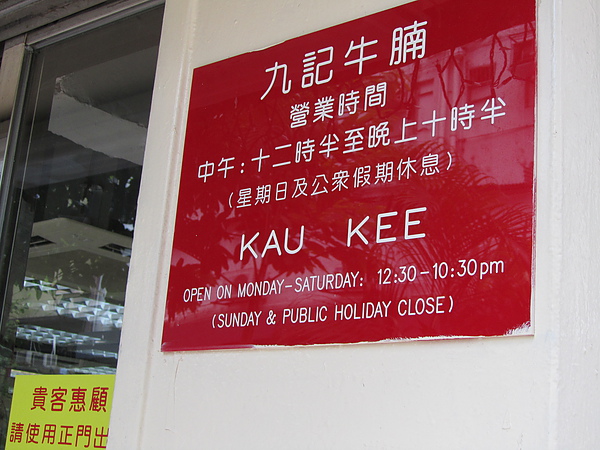 九記牛腩
營業時間
中午:十二時半至晚上十時半
(星期日及公眾假期休息)
KAU KEE
OPEN ON MONDAY-SATURDAY: 12:30-10:30pm
(SUNDAY & PUBLIC HOLIDAY CLOSE)
貴客惠顧
請使用正門出